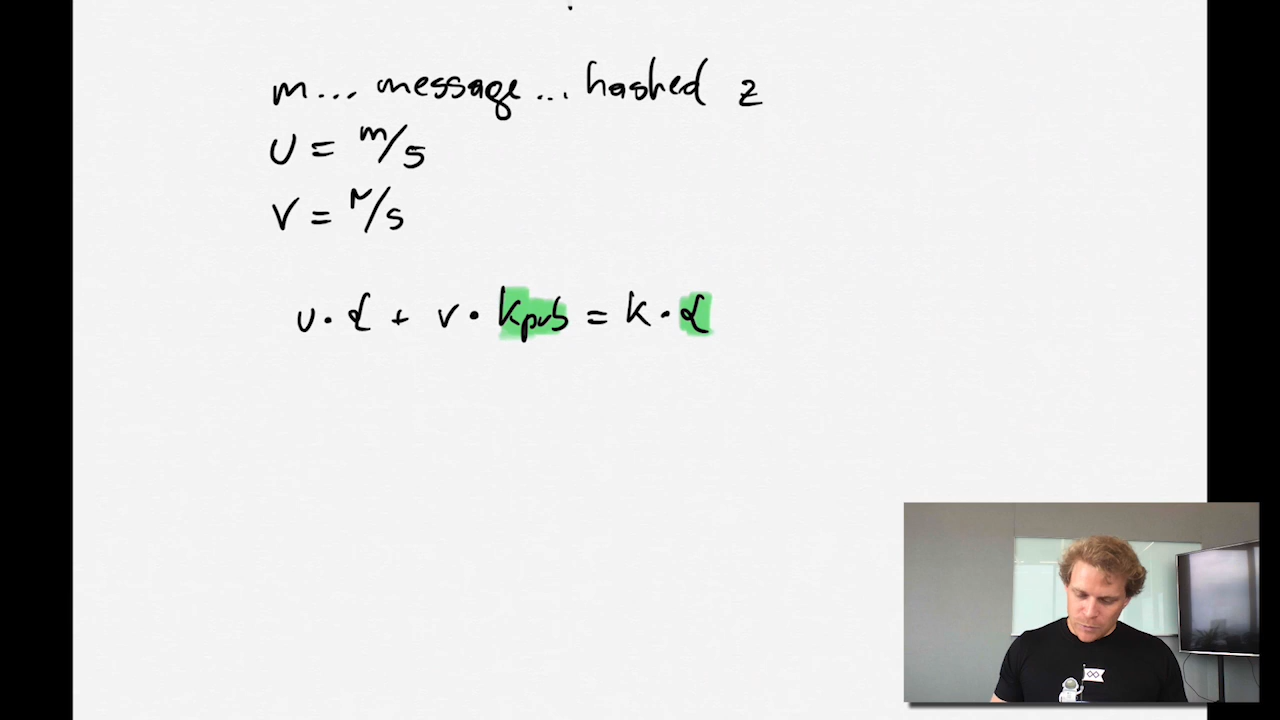 m... message... hashed z
U = m/s
V = r/s
u · G + v · kpub = k · G